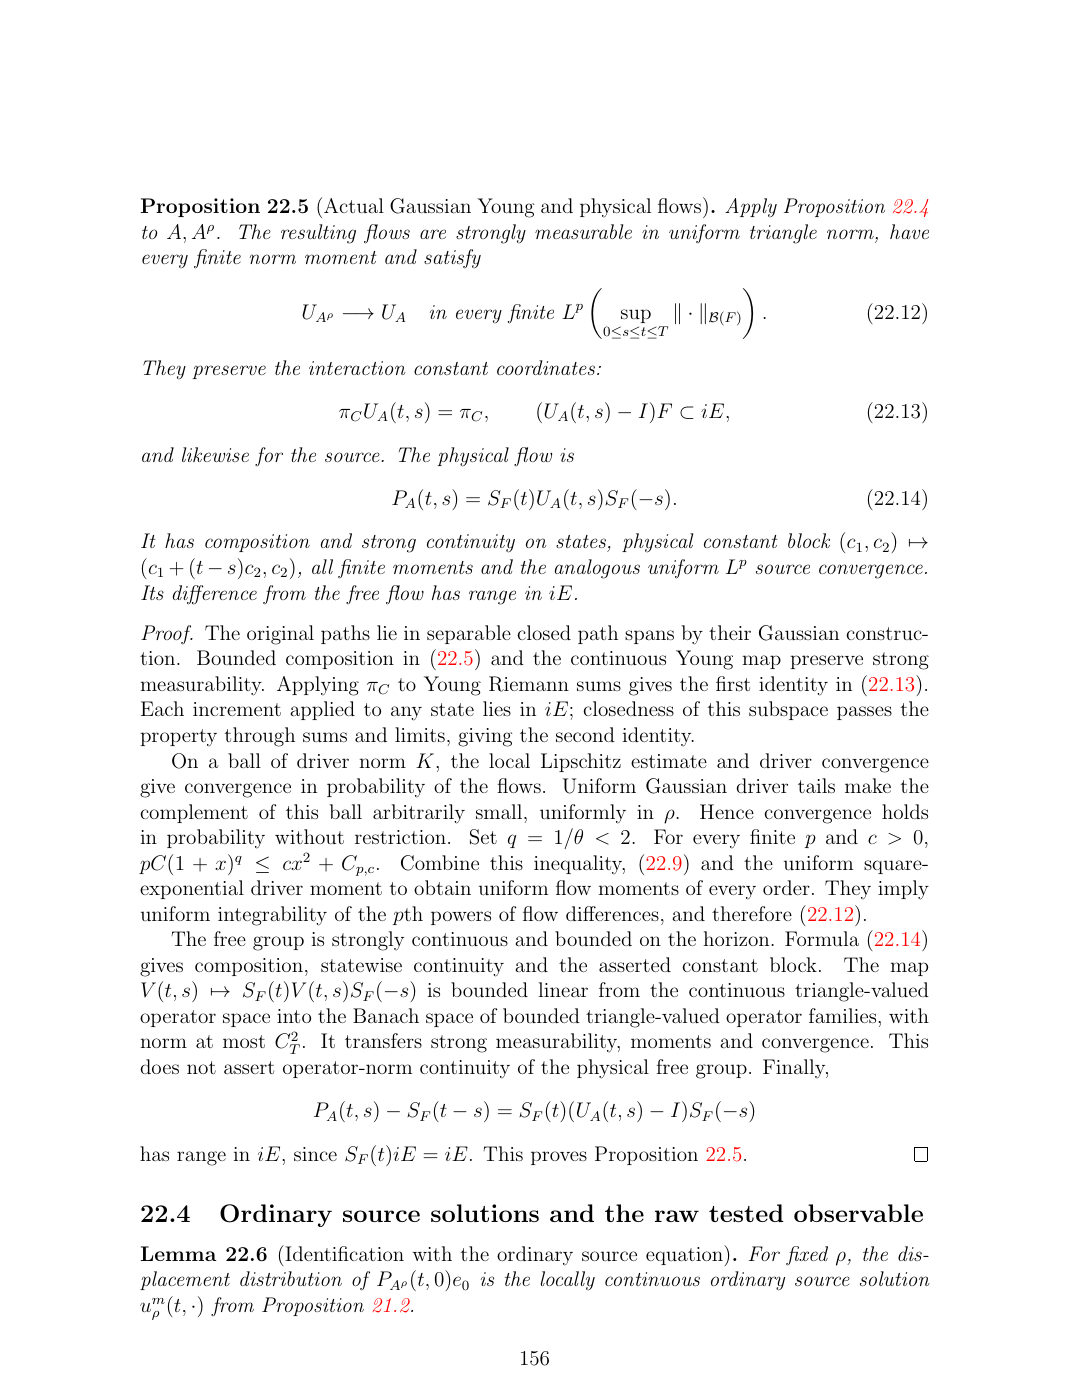 Proposition 22.5 (Actual Gaussian Young and physical flows). Apply Proposition 22.4
to A, A^ρ. The resulting flows are strongly measurable in uniform triangle norm, have
every finite norm moment and satisfy
U_{A^ρ} ⟶ U_A in every finite L^p ( sup_{0≤s≤t≤T} ‖ · ‖_{𝓑(F)} ) . (22.12)
They preserve the interaction constant coordinates:
π_C U_A(t, s) = π_C, (U_A(t, s) − I)F ⊂ iE, (22.13)
and likewise for the source. The physical flow is
P_A(t, s) = S_F(t)U_A(t, s)S_F(−s). (22.14)
It has composition and strong continuity on states, physical constant block (c_1, c_2) ↦
(c_1 + (t − s)c_2, c_2), all finite moments and the analogous uniform L^p source convergence.
Its difference from the free flow has range in iE.
Proof. The original paths lie in separable closed path spans by their Gaussian construc-
tion. Bounded composition in (22.5) and the continuous Young map preserve strong
measurability. Applying π_C to Young Riemann sums gives the first identity in (22.13).
Each increment applied to any state lies in iE; closedness of this subspace passes the
property through sums and limits, giving the second identity.
On a ball of driver norm K, the local Lipschitz estimate and driver convergence
give convergence in probability of the flows. Uniform Gaussian driver tails make the
complement of this ball arbitrarily small, uniformly in ρ. Hence convergence holds
in probability without restriction. Set q = 1/θ < 2. For every finite p and c > 0,
pC(1 + x)^q ≤ cx^2 + C_{p,c}. Combine this inequality, (22.9) and the uniform square-
exponential driver moment to obtain uniform flow moments of every order. They imply
uniform integrability of the pth powers of flow differences, and therefore (22.12).
The free group is strongly continuous and bounded on the horizon. Formula (22.14)
gives composition, statewise continuity and the asserted constant block. The map
V(t, s) ↦ S_F(t)V(t, s)S_F(−s) is bounded linear from the continuous triangle-valued
operator space into the Banach space of bounded triangle-valued operator families, with
norm at most C_T^2. It transfers strong measurability, moments and convergence. This
does not assert operator-norm continuity of the physical free group. Finally,
P_A(t, s) − S_F(t − s) = S_F(t)(U_A(t, s) − I)S_F(−s)
has range in iE, since S_F(t)iE = iE. This proves Proposition 22.5. □
22.4 Ordinary source solutions and the raw tested observable
Lemma 22.6 (Identification with the ordinary source equation). For fixed ρ, the dis-
placement distribution of P_{A^ρ}(t, 0)e_0 is the locally continuous ordinary source solution
u_ρ^m(t, ·) from Proposition 21.2.
156